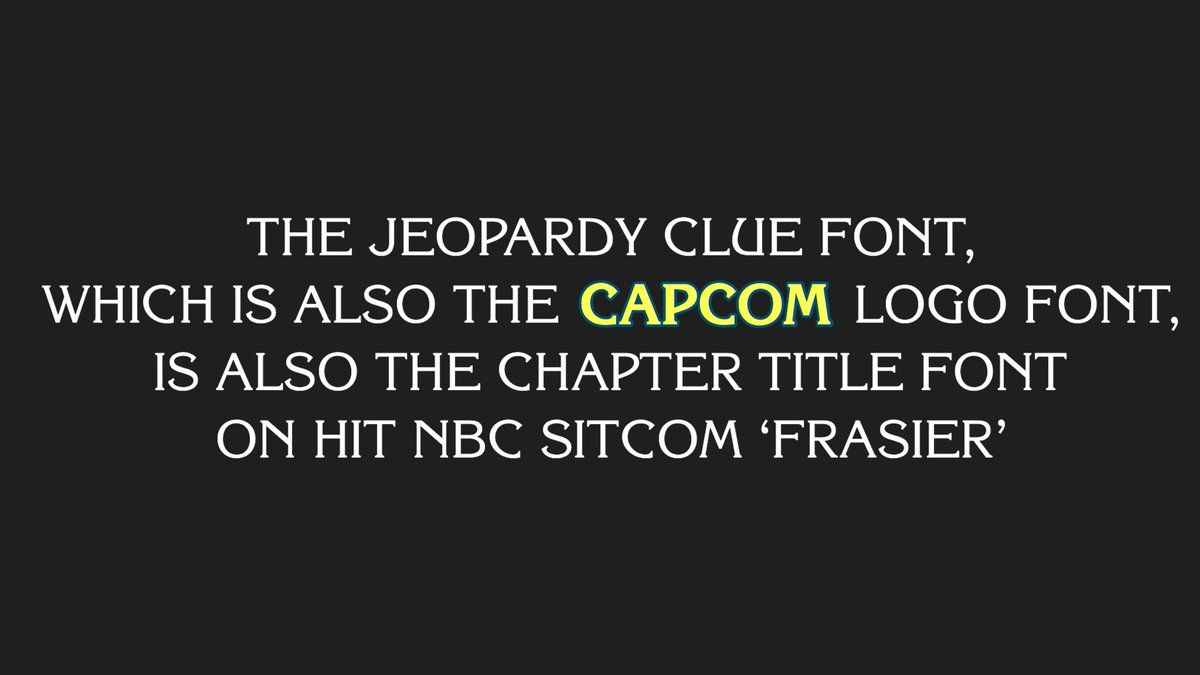 THE JEOPARDY CLUE FONT,
WHICH IS ALSO THE CAPCOM LOGO FONT,
IS ALSO THE CHAPTER TITLE FONT
ON HIT NBC SITCOM ‘FRASIER’